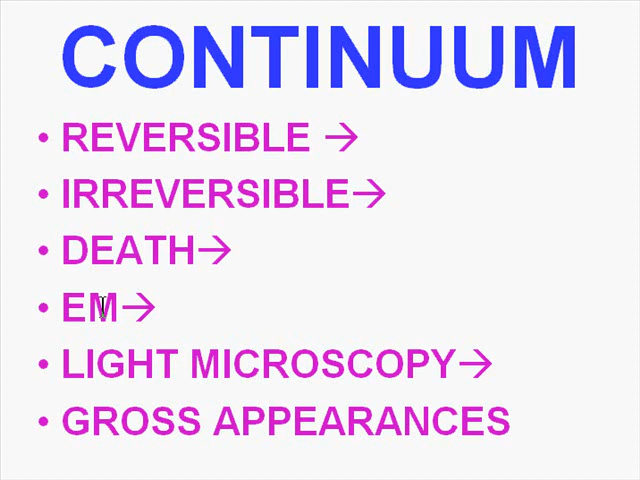 CONTINUUM
• REVERSIBLE →
• IRREVERSIBLE→
• DEATH→
• EM→
• LIGHT MICROSCOPY→
• GROSS APPEARANCES